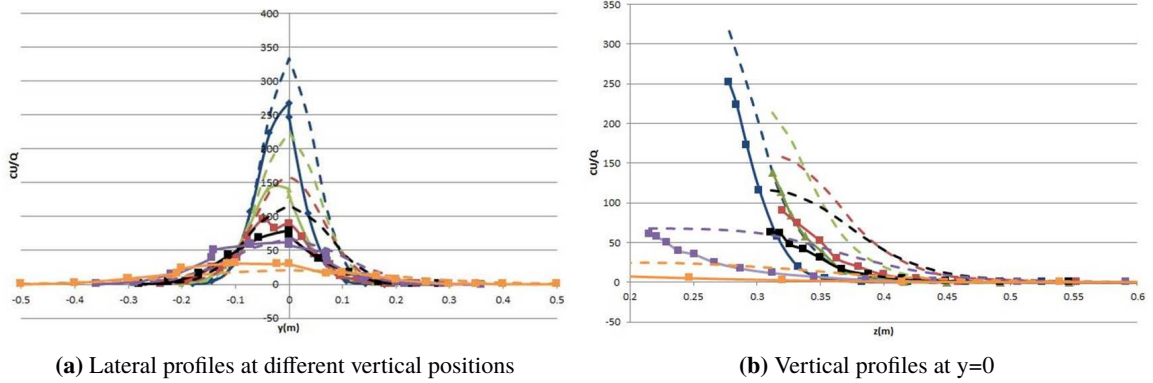 cU/Q
400
350
300
250
200
150
100
50
0
-50
-0.5 -0.4 -0.3 -0.2 -0.1 0 0.1 0.2 0.3 0.4 0.5
y(m)
cU/Q
350
300
250
200
150
100
50
0
-50
0.2 0.25 0.3 0.35 0.4 0.45 0.5 0.55 0.6
z(m)
(a) Lateral profiles at different vertical positions
(b) Vertical profiles at y=0